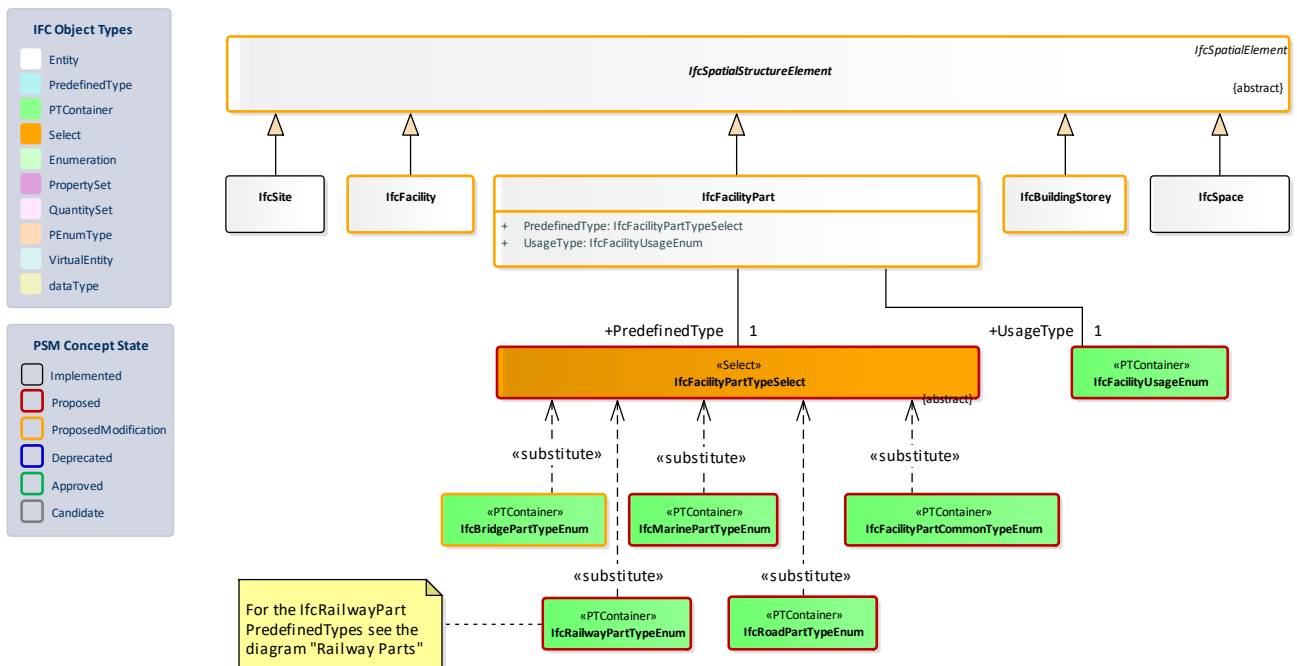 IFC Object Types
Entity
PredefinedType
PTContainer
Select
Enumeration
PropertySet
QuantitySet
PEnumType
VirtualEntity
dataType
PSM Concept State
Implemented
Proposed
ProposedModification
Deprecated
Approved
Candidate
IfcSpatialElement
IfcSpatialStructureElement
{abstract}
IfcSite
IfcFacility
IfcFacilityPart
+ PredefinedType: IfcFacilityPartTypeSelect
+ UsageType: IfcFacilityUsageEnum
IfcBuildingStorey
IfcSpace
+PredefinedType 1
+UsageType 1
«Select»
IfcFacilityPartTypeSelect
{abstract}
«PTContainer»
IfcFacilityUsageEnum
«substitute»
«substitute»
«substitute»
«PTContainer»
IfcBridgePartTypeEnum
«PTContainer»
IfcMarinePartTypeEnum
«PTContainer»
IfcFacilityPartCommonTypeEnum
«substitute»
«substitute»
For the IfcRailwayPart
PredefinedTypes see the
diagram "Railway Parts"
«PTContainer»
IfcRailwayPartTypeEnum
«PTContainer»
IfcRoadPartTypeEnum